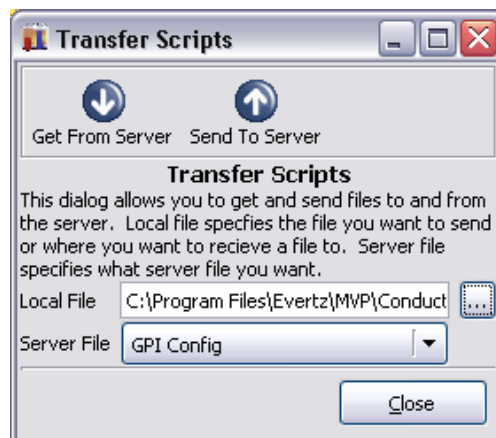 Transfer Scripts
Get From Server Send To Server
Transfer Scripts
This dialog allows you to get and send files to and from
the server. Local file specfies the file you want to send
or where you want to recieve a file to. Server file
specifies what server file you want.
Local File C:\Program Files\Evertz\MVP\Conduct ...
Server File GPI Config
Close